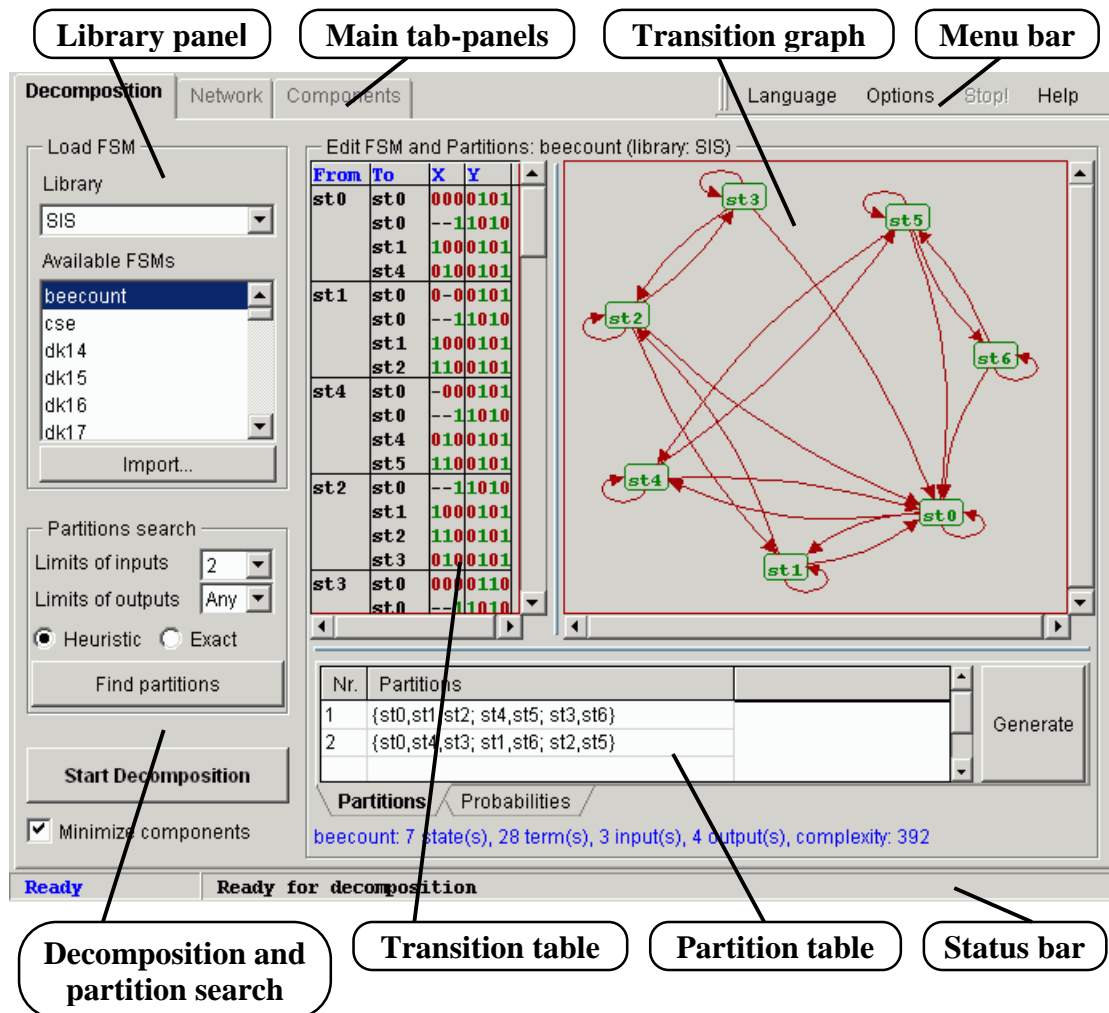 Library panel
Main tab-panels
Transition graph
Menu bar
Decomposition
Network
Components
Language
Options
Stop!
Help
Load FSM
Library
SIS
Available FSMs
beecount
cse
dk14
dk15
dk16
dk17
Import...
Partitions search
Limits of inputs 2
Limits of outputs Any
Heuristic
Exact
Find partitions
Start Decomposition
Minimize components
Edit FSM and Partitions: beecount (library: SIS)
From To X Y
st0 st0 000 0101
st0 --1 1010
st1 100 0101
st4 010 0101
st1 st0 0-0 0101
st0 --1 1010
st1 100 0101
st2 110 0101
st4 st0 -00 0101
st0 --1 1010
st4 010 0101
st5 110 0101
st2 st0 --1 1010
st1 100 0101
st2 110 0101
st3 010 0101
st3 st0 000 0110
st0 --1 1010
st3
st5
st2
st6
st4
st0
st1
Nr. Partitions
1 {st0,st1,st2; st4,st5; st3,st6}
2 {st0,st4,st3; st1,st6; st2,st5}
Generate
Partitions
Probabilities
beecount: 7 state(s), 28 term(s), 3 input(s), 4 output(s), complexity: 392
Ready
Ready for decomposition
Decomposition and
partition search
Transition table
Partition table
Status bar